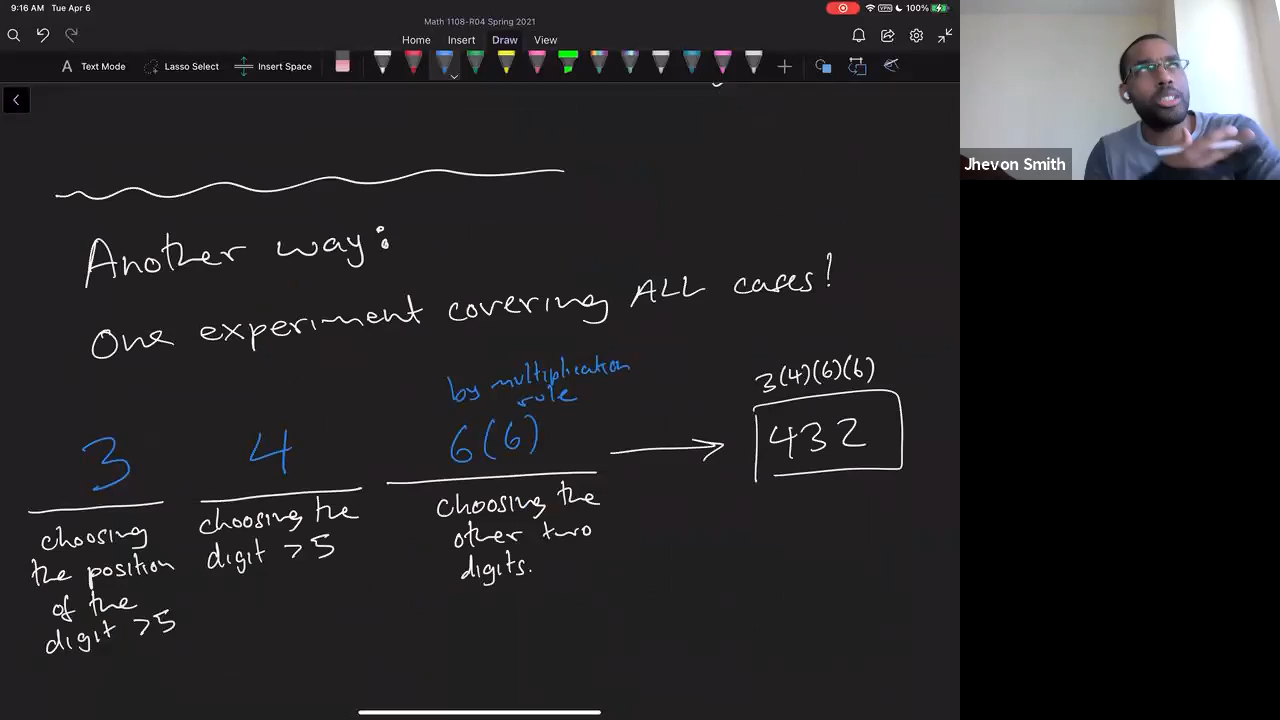 9:16 AM Tue Apr 6
VPN 100%
Math 1108-R04 Spring 2021
Home Insert Draw View
Text Mode Lasso Select Insert Space
Jhevon Smith
Another way:
One experiment covering ALL cases!
by multiplication
rule
3(4)(6)(6)
3 4 6(6) 432
choosing
the position
of the
digit >5
choosing the
digit >5
choosing the
other two
digits.